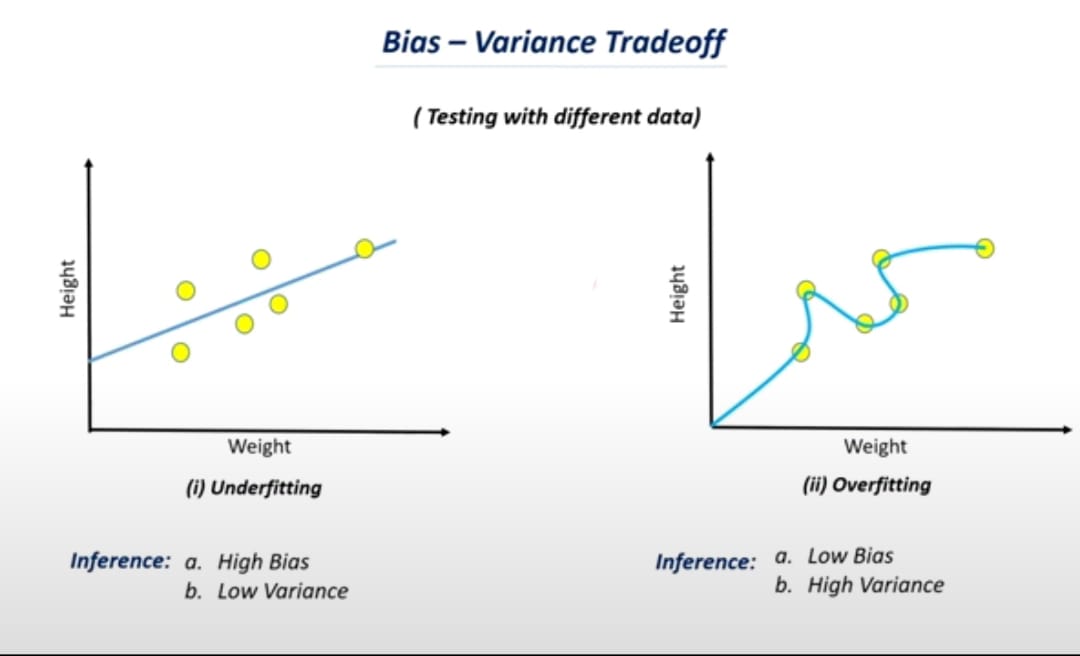 Bias – Variance Tradeoff
( Testing with different data)
Height
Weight
(i) Underfitting
Inference: a. High Bias
b. Low Variance
Height
Weight
(ii) Overfitting
Inference: a. Low Bias
b. High Variance